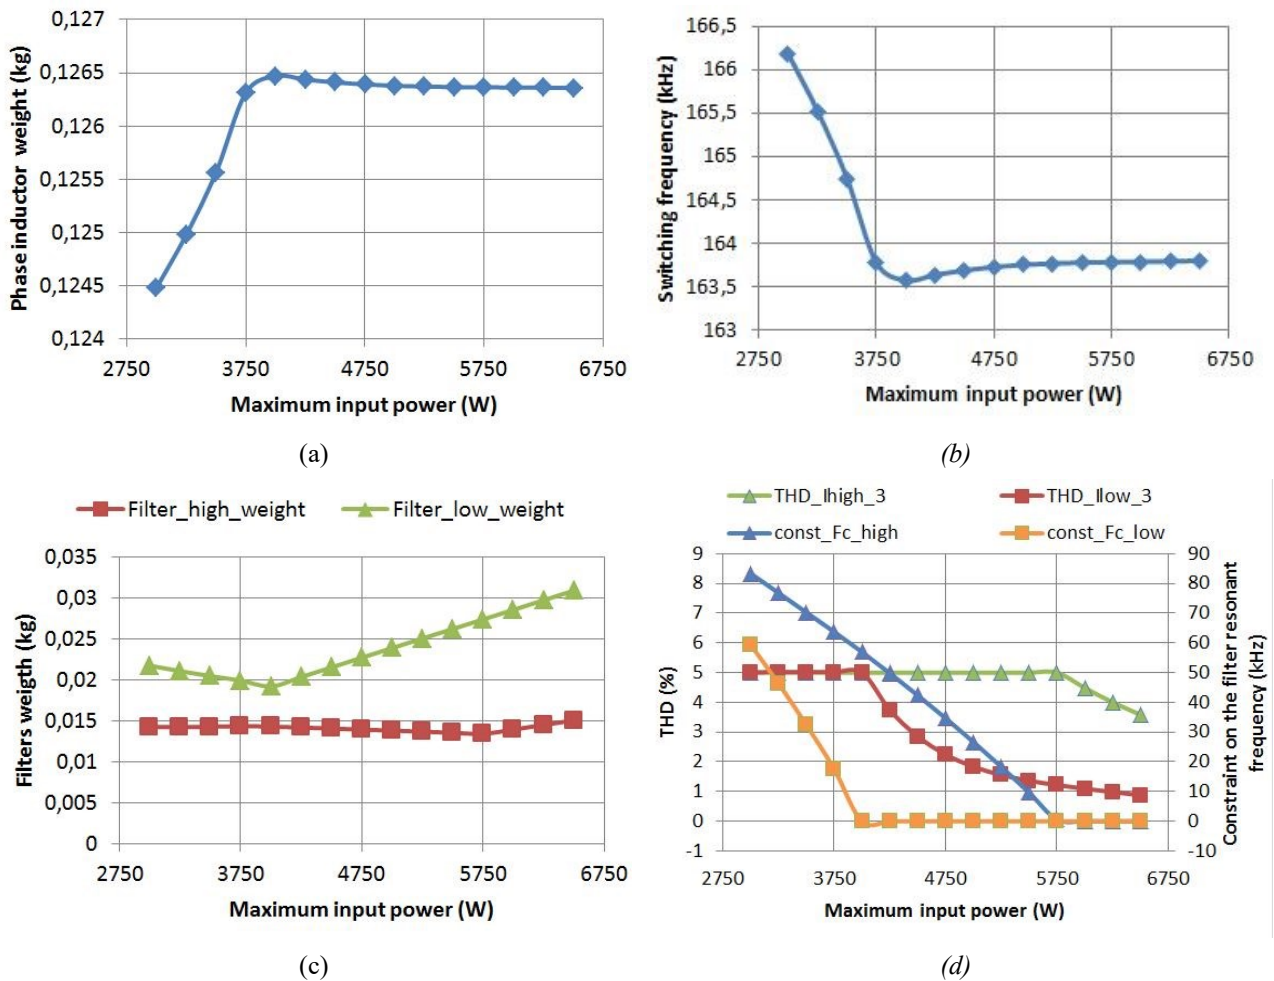 0,127
0,1265
0,126
0,1255
0,125
0,1245
0,124
Phase inductor weight (kg)
2750 3750 4750 5750 6750
Maximum input power (W)
(a)
166,5
166
165,5
165
164,5
164
163,5
163
Switching frequency (kHz)
2750 3750 4750 5750 6750
Maximum input power (W)
(b)
Filter_high_weight Filter_low_weight
0,035
0,03
0,025
0,02
0,015
0,01
0,005
0
Filters weigth (kg)
2750 3750 4750 5750 6750
Maximum input power (W)
(c)
THD_Ihigh_3 THD_Ilow_3
const_Fc_high const_Fc_low
9 90
8 80
7 70
6 60
5 50
4 40
3 30
2 20
1 10
0 0
-1 -10
THD (%)
Constraint on the filter resonant
frequency (kHz)
2750 3750 4750 5750 6750
Maximum input power (W)
(d)